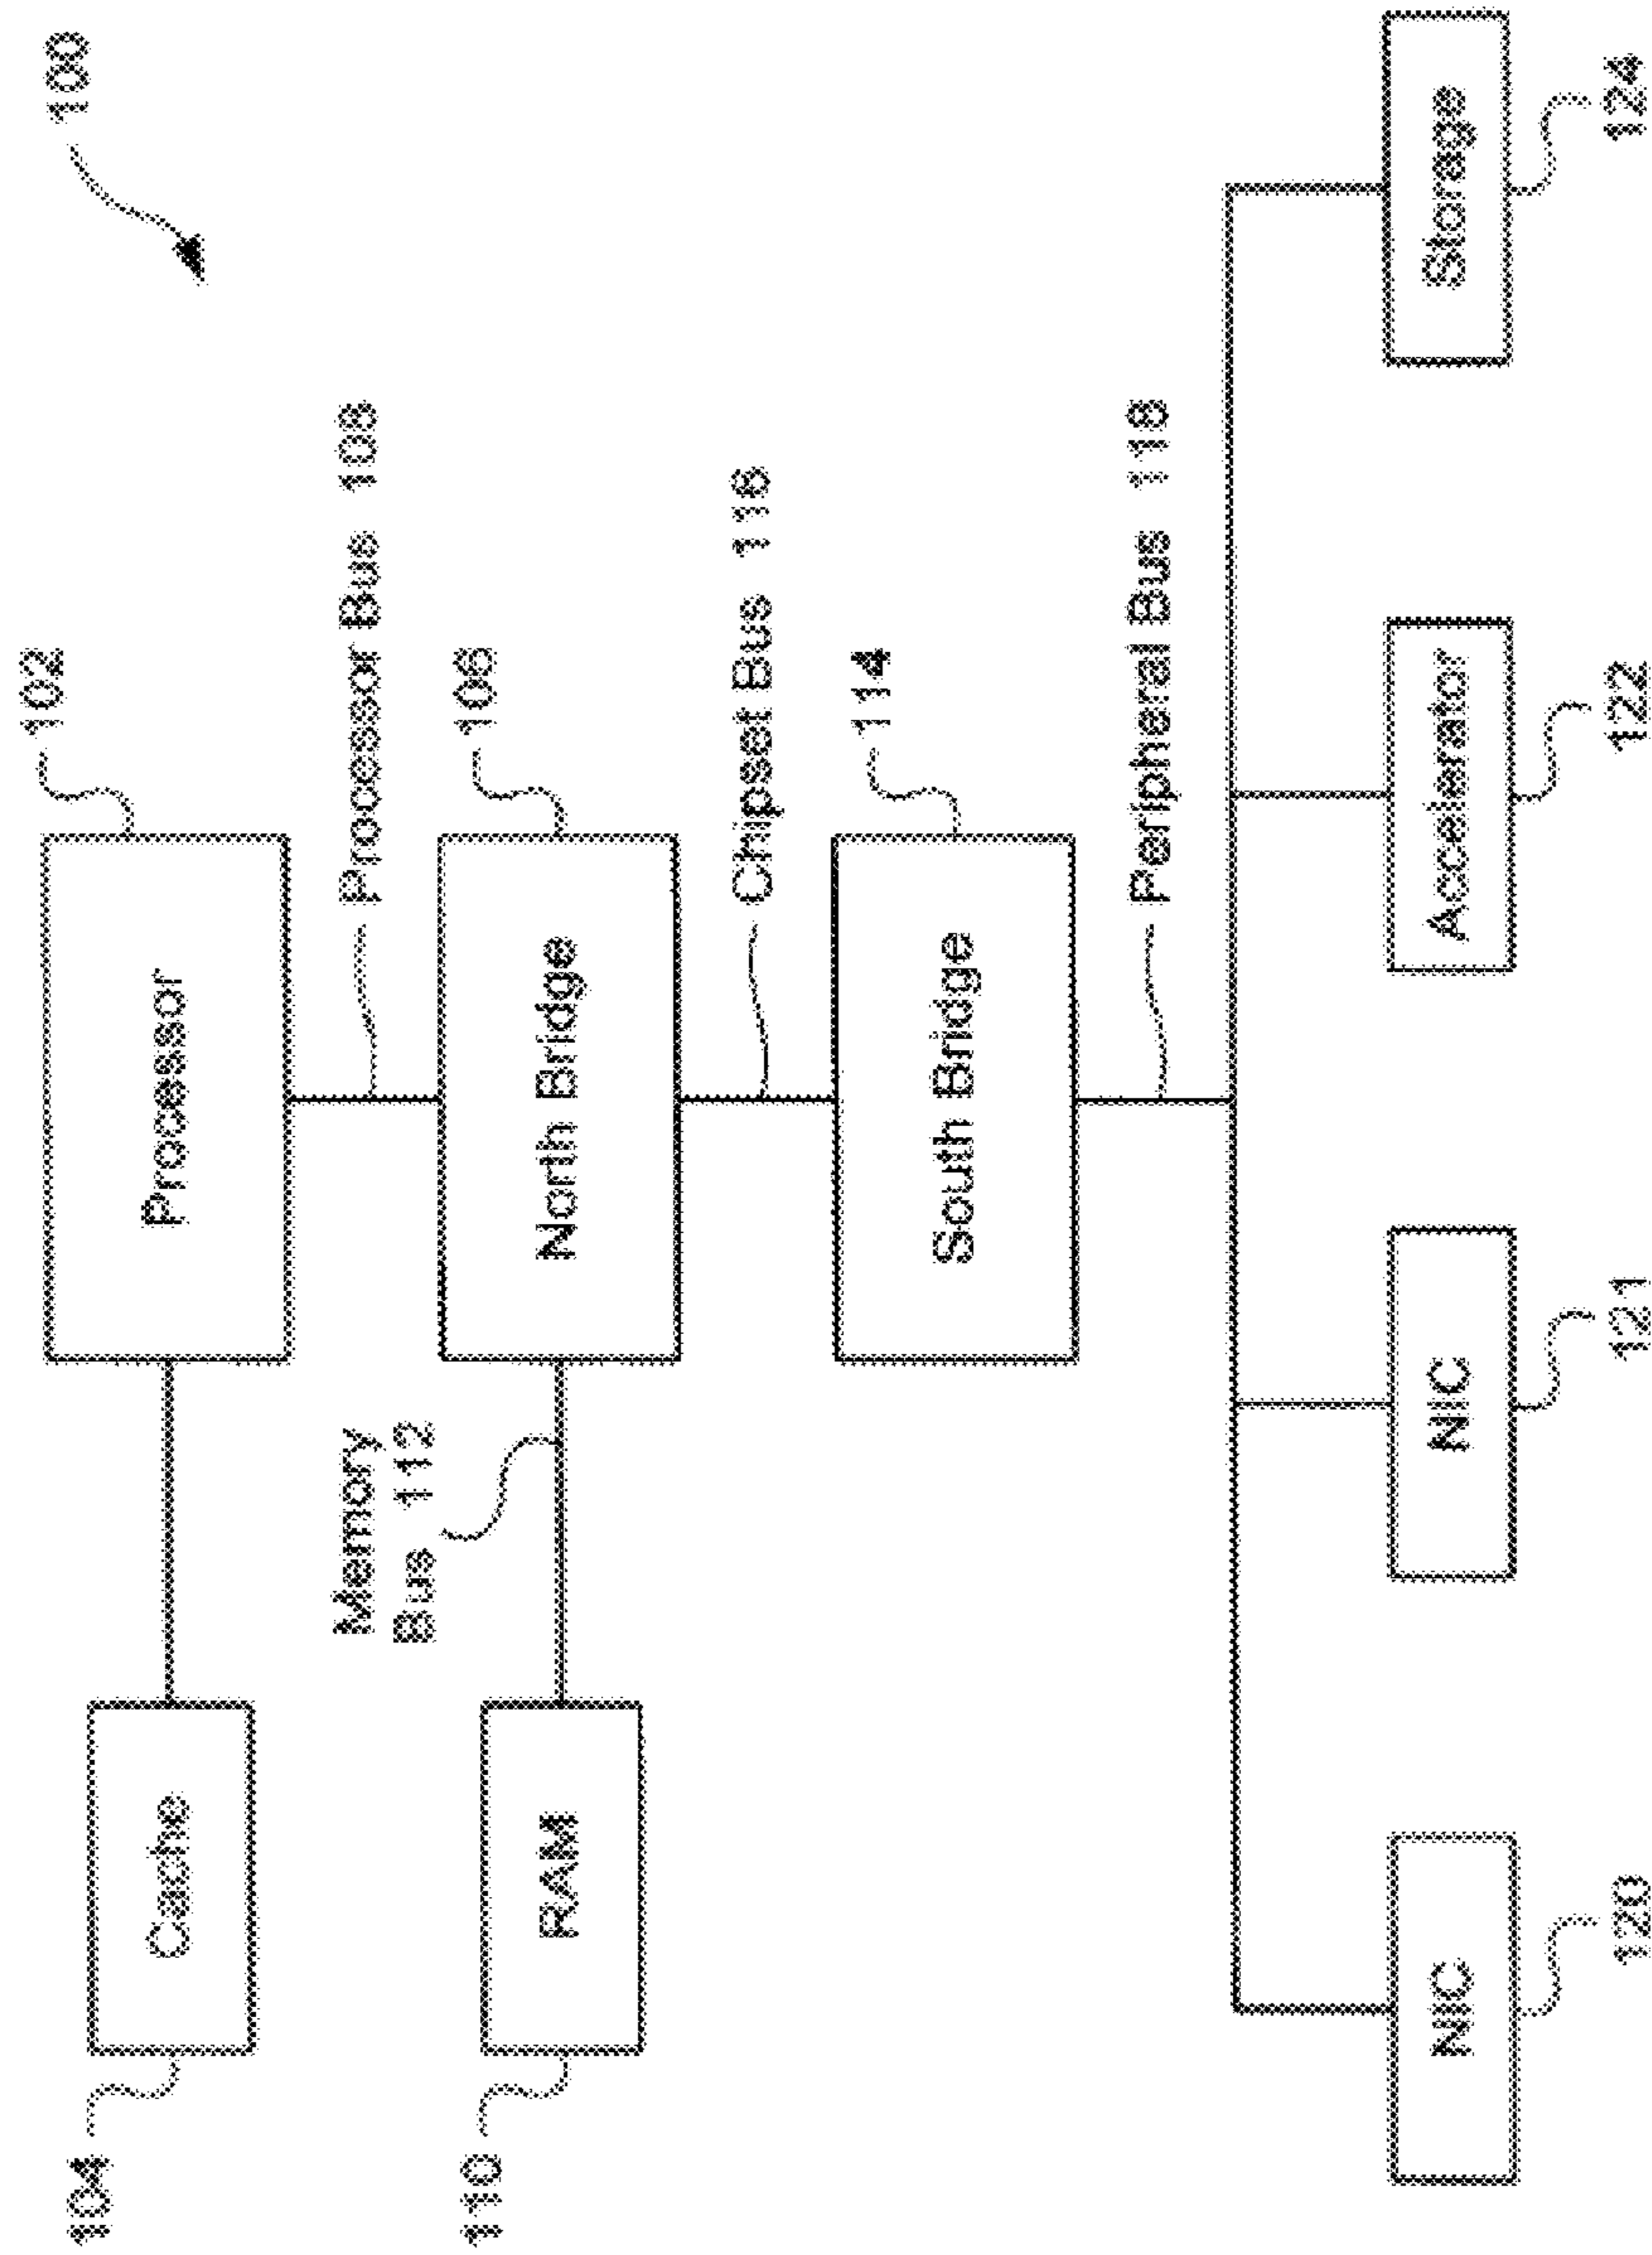 100
102
Processor
104
Cache
Processor Bus 108
106
North Bridge
Memory
Bus 112
110
RAM
Chipset Bus 116
114
South Bridge
Peripheral Bus 118
NIC
120
NIC
121
Accelerator
122
Storage
124